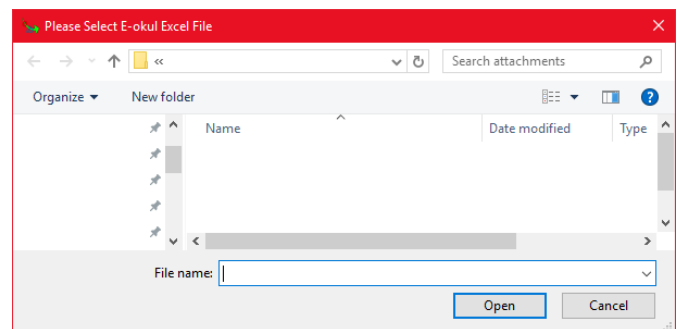 Please Select E-okul Excel File
«
Search attachments
Organize
New folder
Name
Date modified
Type
File name:
Open
Cancel